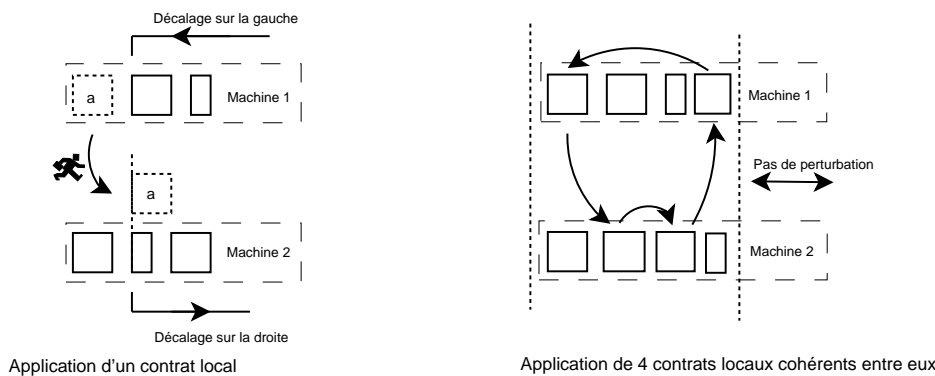 Décalage sur la gauche
a
Machine 1
a
Machine 2
Décalage sur la droite
Application d'un contrat local
Machine 1
Pas de perturbation
Machine 2
Application de 4 contrats locaux cohérents entre eux